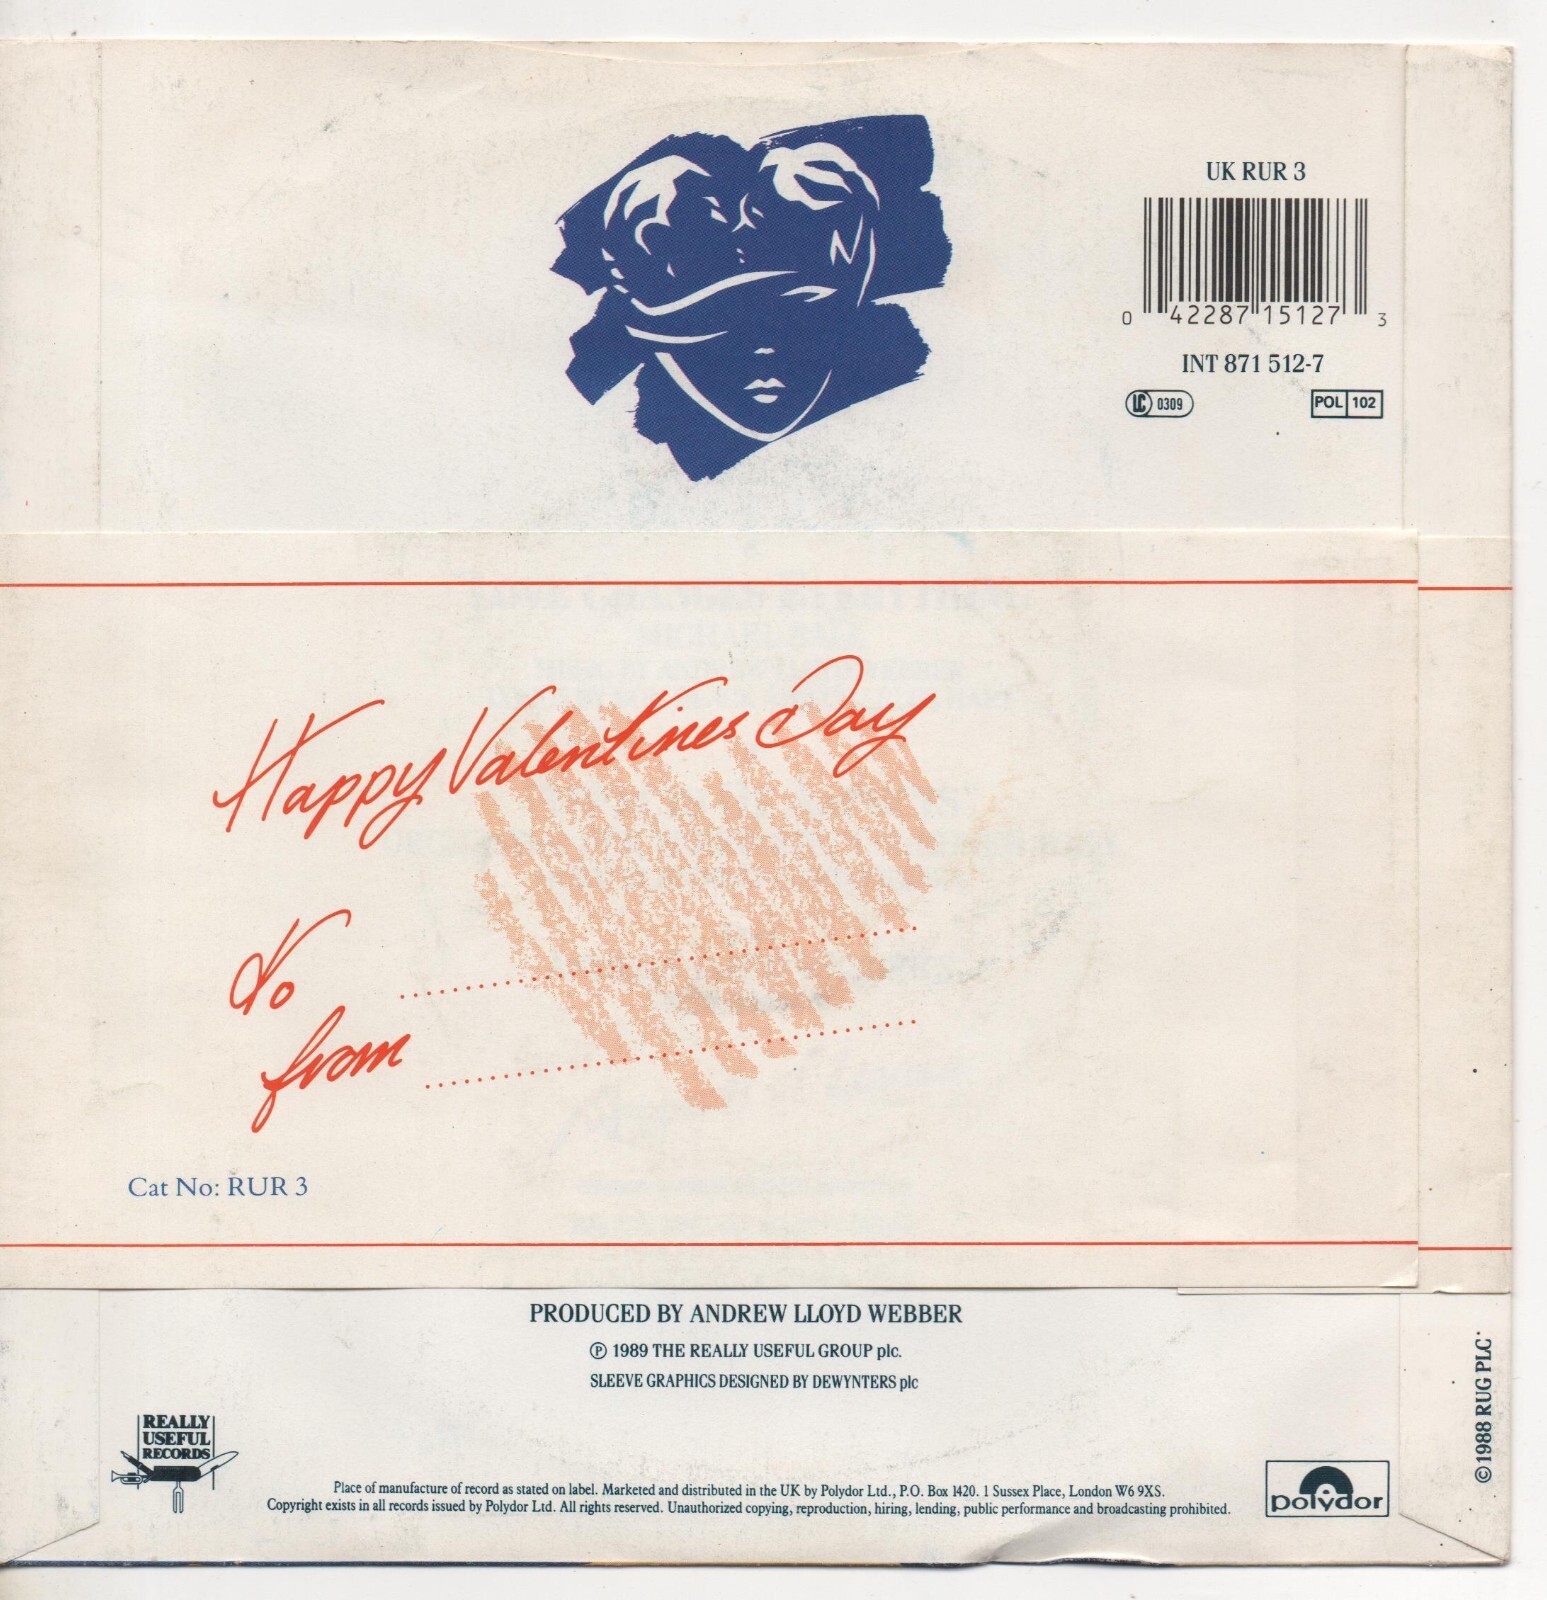 UK RUR 3
0 42287 15127 3
INT 871 512-7
LC 0309
POL 102
Happy Valentines Day
To
from
Cat No: RUR 3
PRODUCED BY ANDREW LLOYD WEBBER
℗ 1989 THE REALLY USEFUL GROUP plc.
SLEEVE GRAPHICS DESIGNED BY DEWYNTERS plc
© 1988 RUG PLC
REALLY
USEFUL
RECORDS
Place of manufacture of record as stated on label. Marketed and distributed in the UK by Polydor Ltd., P.O. Box 1420. 1 Sussex Place, London W6 9XS.
Copyright exists in all records issued by Polydor Ltd. All rights reserved. Unauthorized copying, reproduction, hiring, lending, public performance and broadcasting prohibited.
polydor